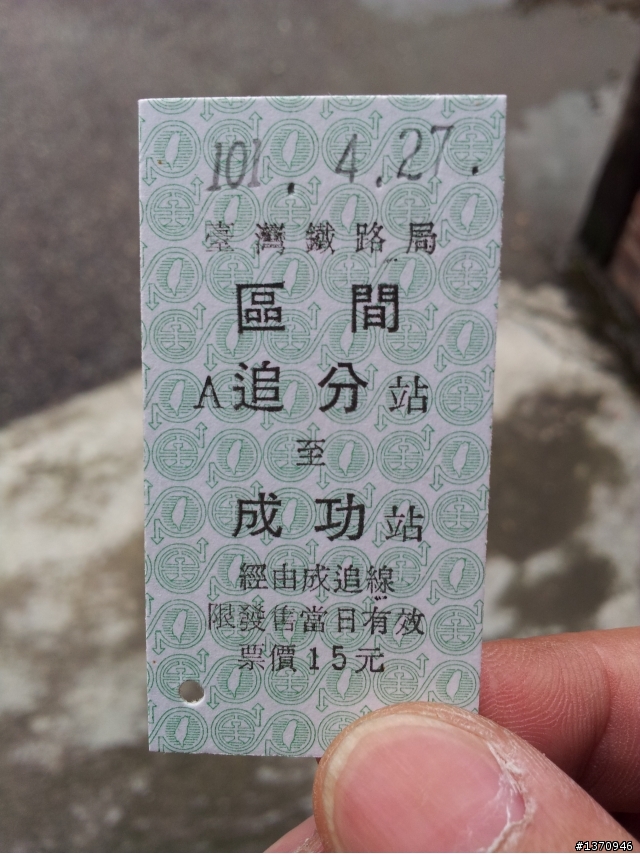 101. 4.27.
臺灣鐵路局
區間
A追分站
至
成功站
經由成追線
限發售當日有效
票價15元
#1370946